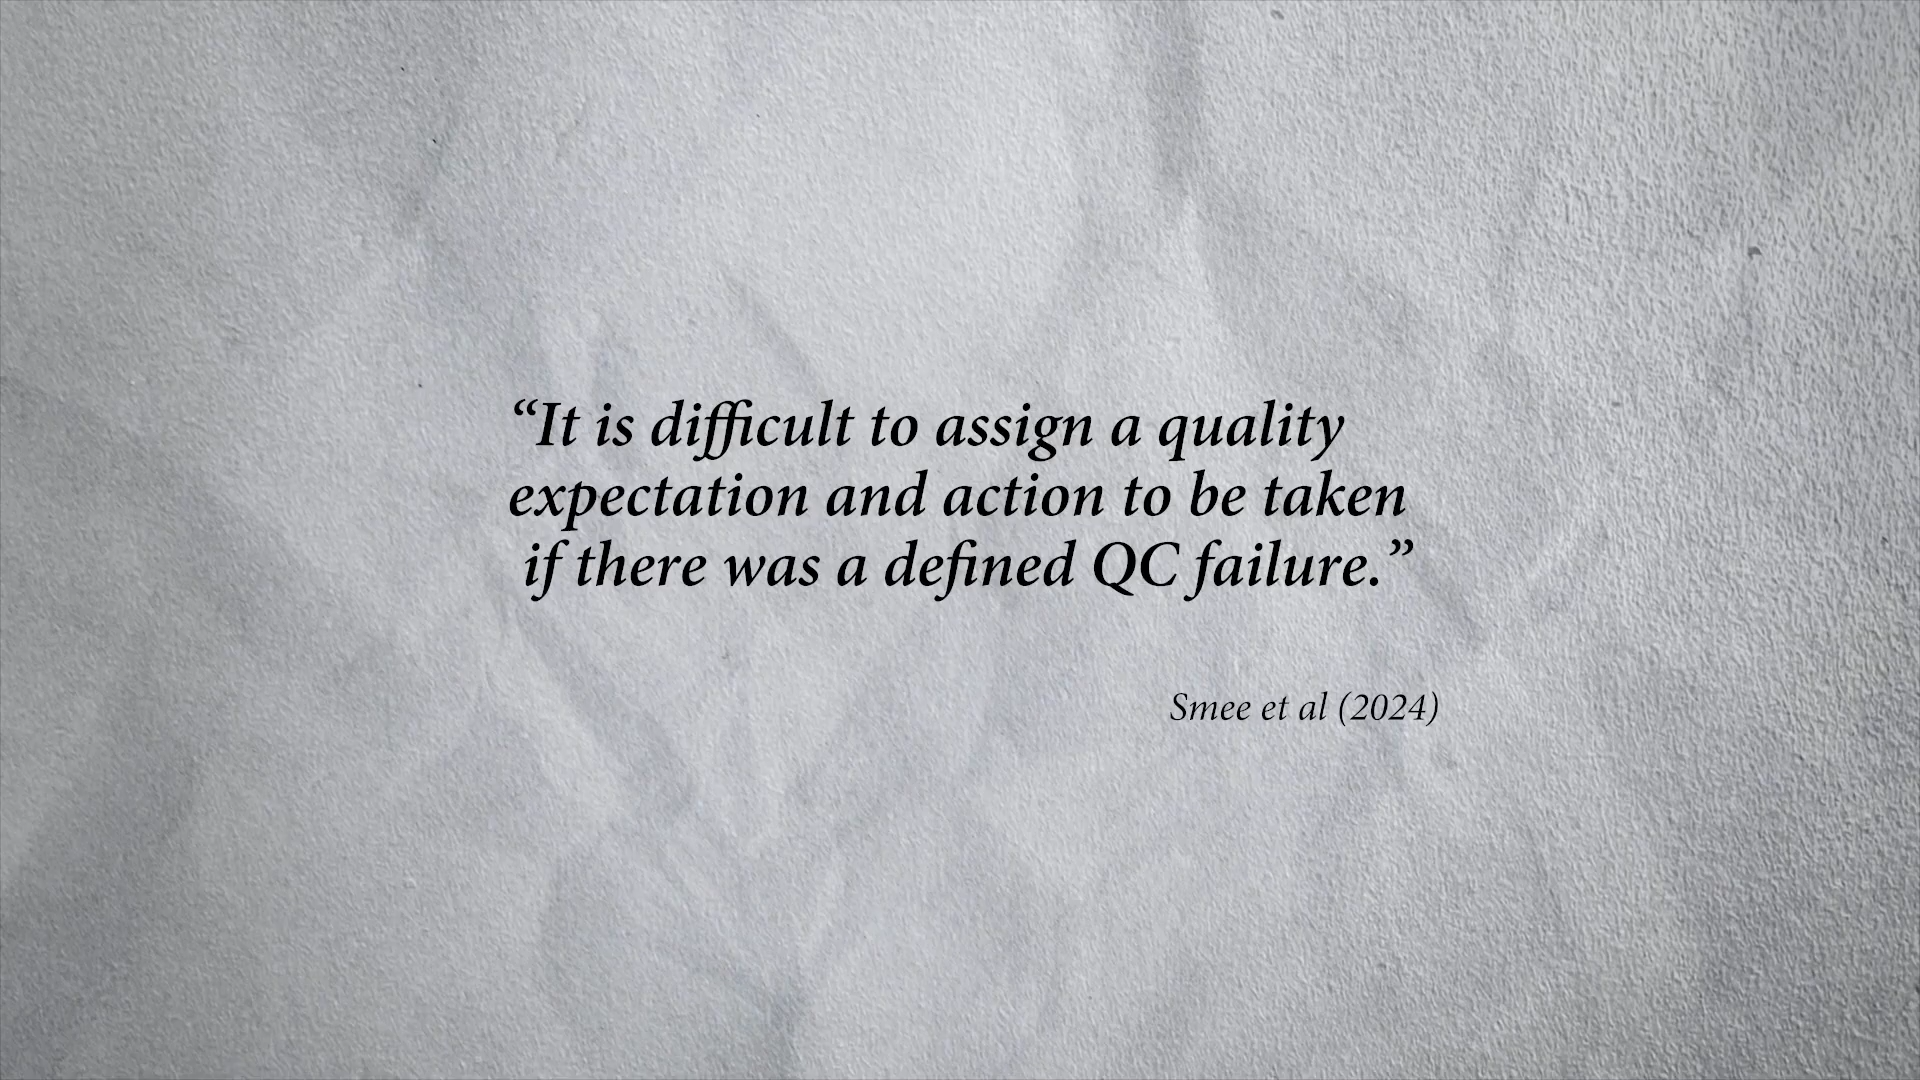 “It is difficult to assign a quality
expectation and action to be taken
if there was a defined QC failure.”
Smee et al (2024)